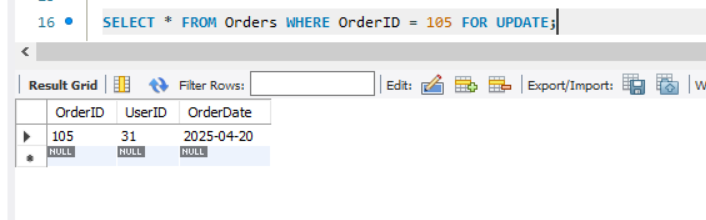 16 SELECT * FROM Orders WHERE OrderID = 105 FOR UPDATE;
Result Grid Filter Rows: Edit: Export/Import: W
OrderID UserID OrderDate
105 31 2025-04-20
NULL NULL NULL